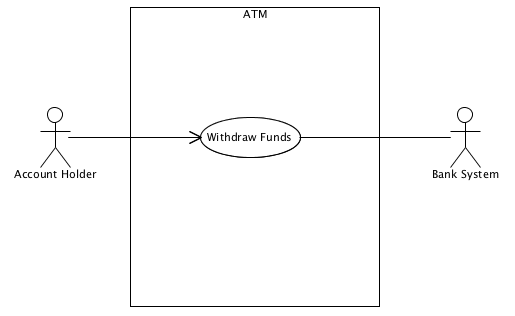 ATM
Withdraw Funds
Account Holder
Bank System